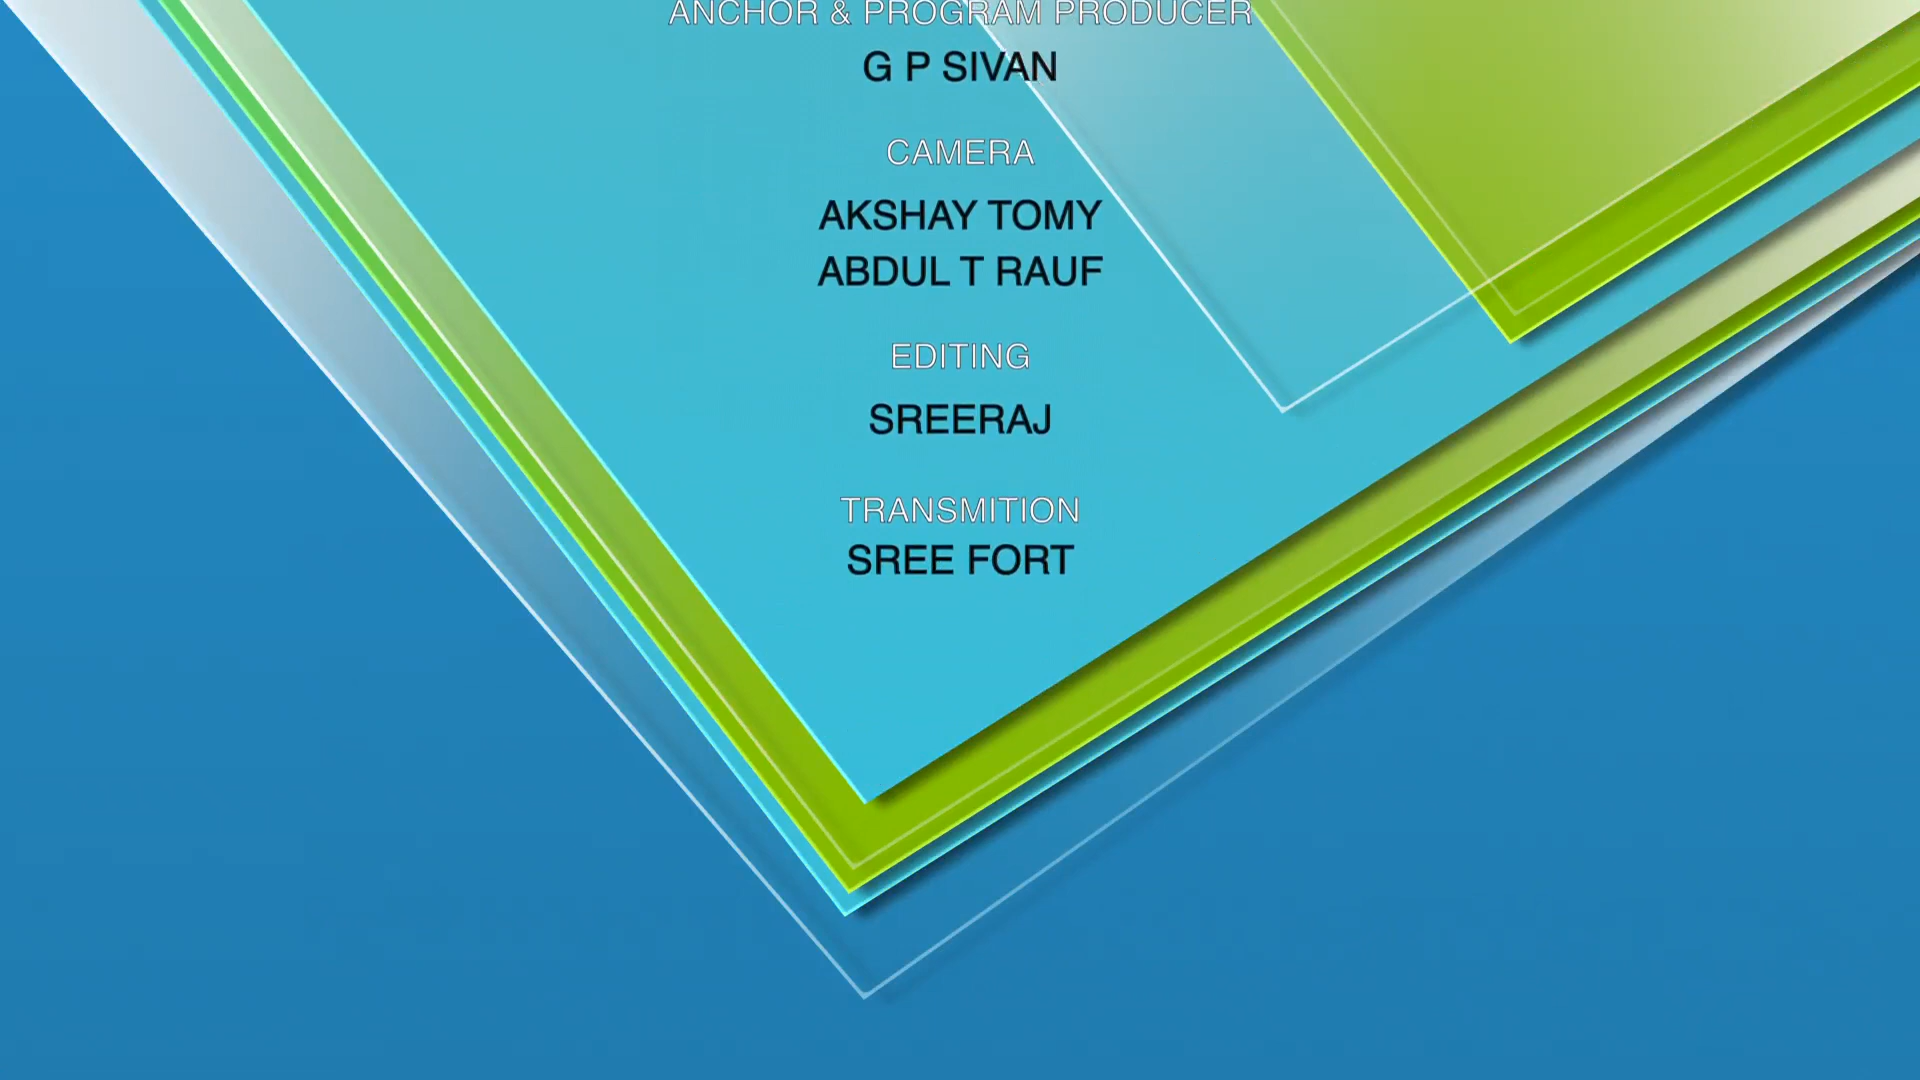 ANCHOR & PROGRAM PRODUCER
G P SIVAN
CAMERA
AKSHAY TOMY
ABDUL T RAUF
EDITING
SREERAJ
TRANSMITION
SREE FORT